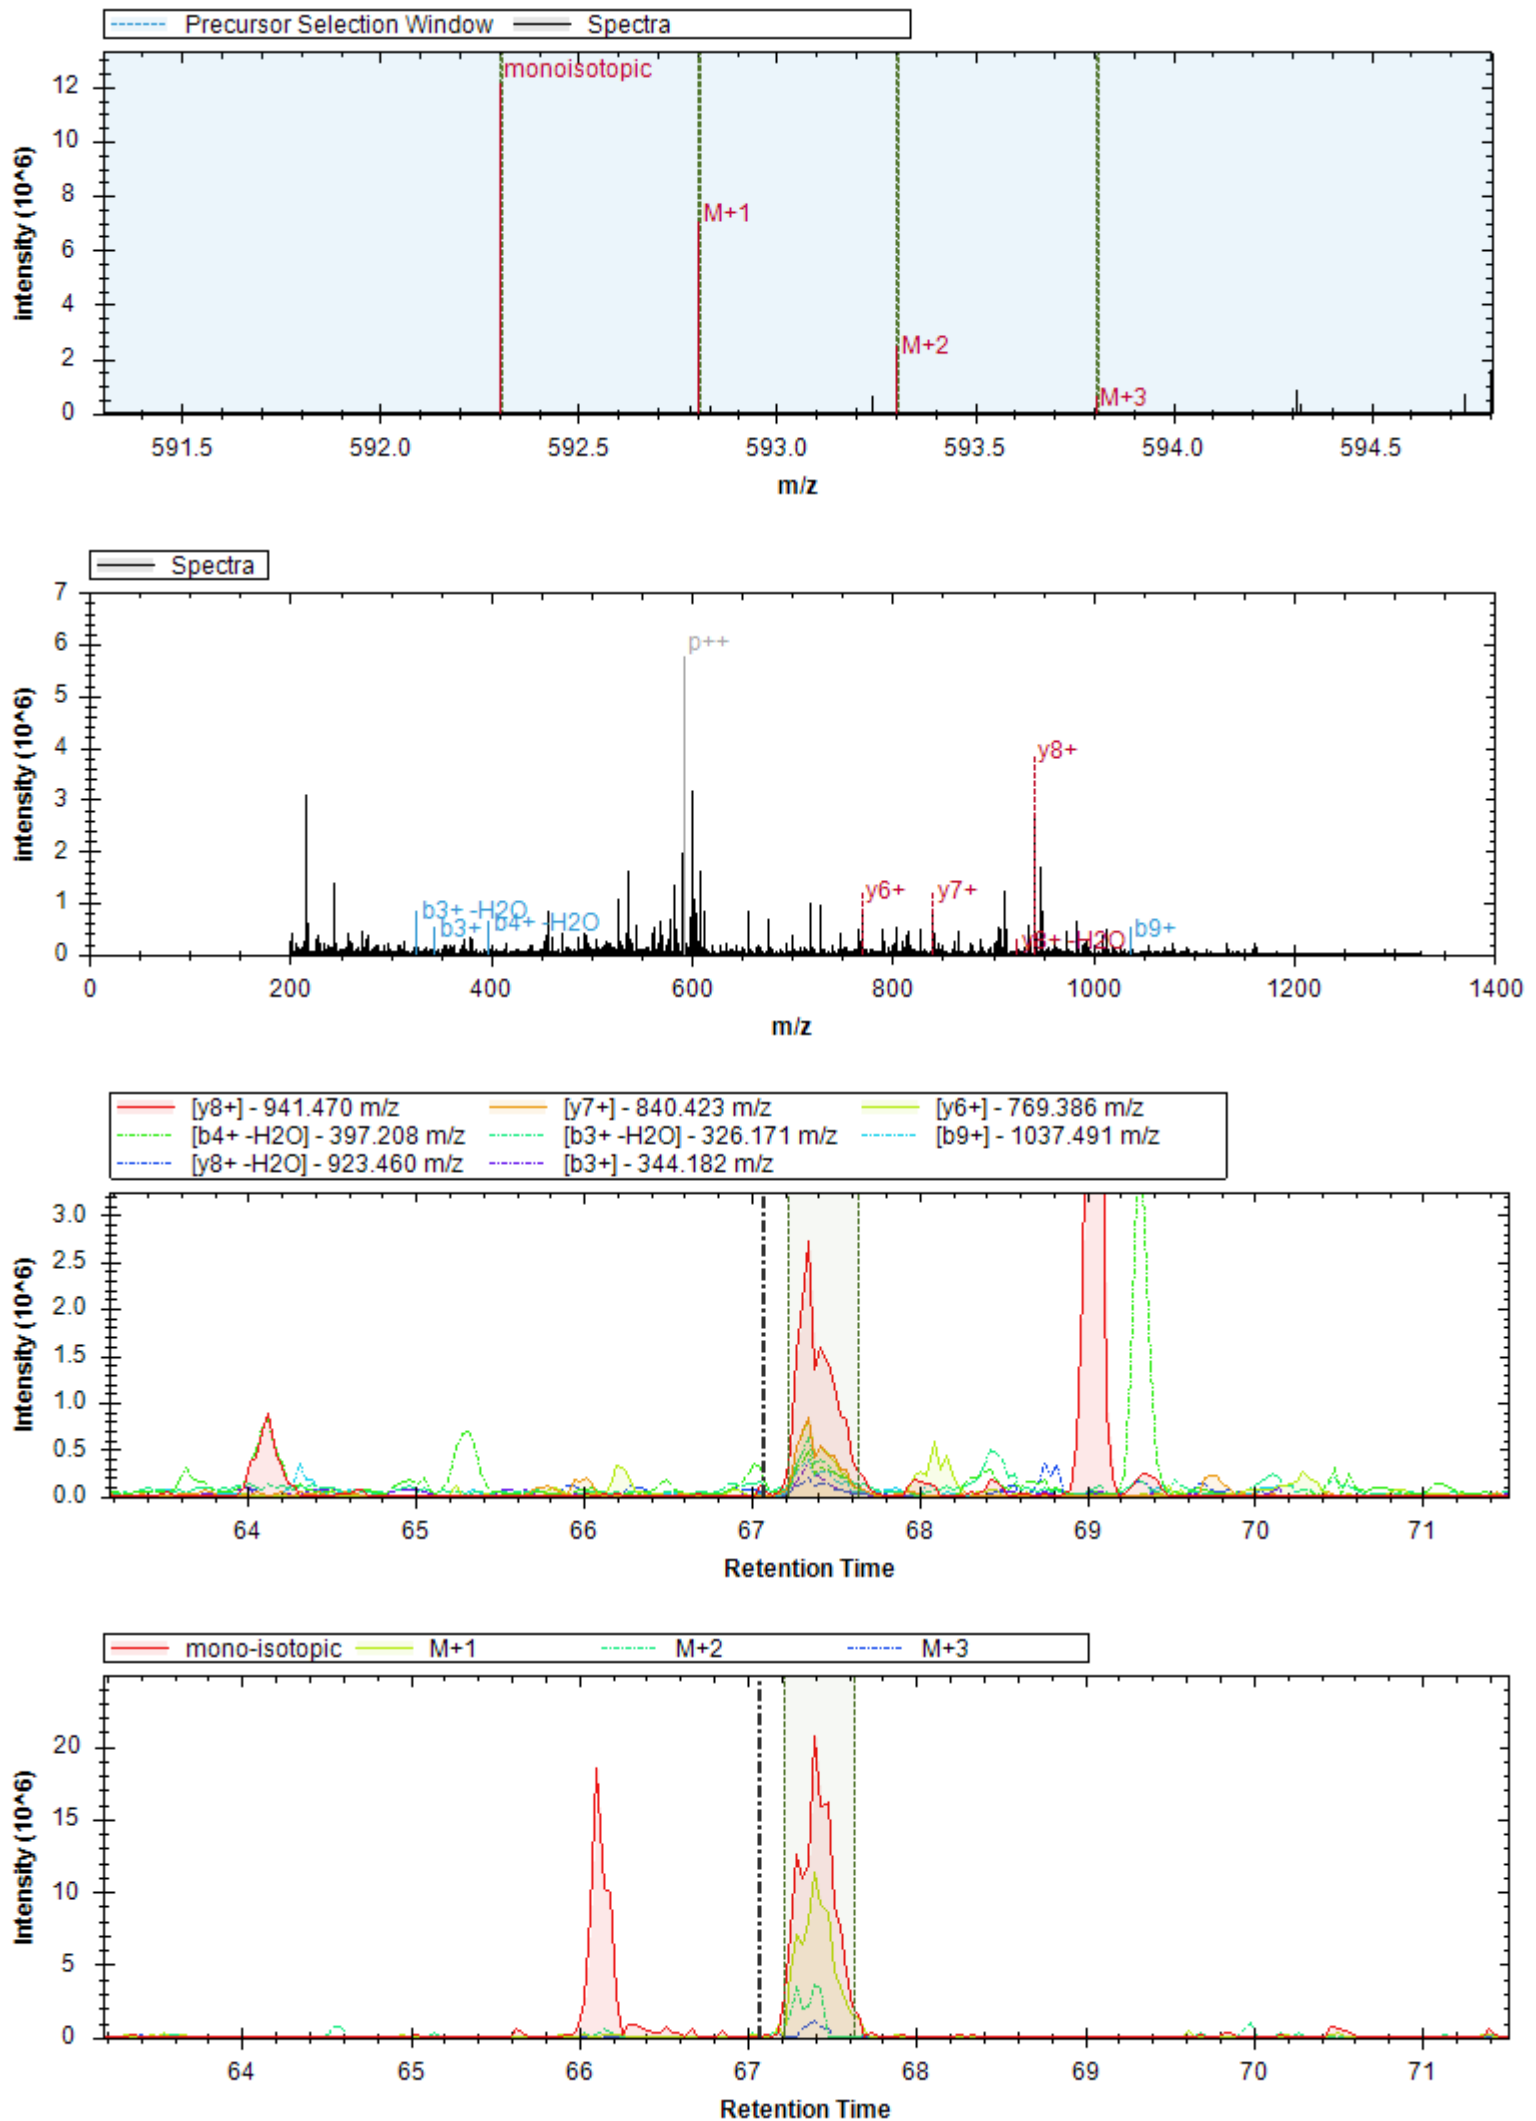 Precursor Selection Window Spectra
intensity (10^6)
12
10
8
6
4
2
0
monoisotopic
M+1
M+2
M+3
591.5 592.0 592.5 593.0 593.5 594.0 594.5
m/z
Spectra
intensity (10^6)
7
6
5
4
3
2
1
0
p++
y8+
b3+ -H2O
b3+
b4+ -H2O
y6+
y7+
y8+ -H2O
b9+
0 200 400 600 800 1000 1200 1400
m/z
[y8+] - 941.470 m/z [y7+] - 840.423 m/z [y6+] - 769.386 m/z
[b4+ -H2O] - 397.208 m/z [b3+ -H2O] - 326.171 m/z [b9+] - 1037.491 m/z
[y8+ -H2O] - 923.460 m/z [b3+] - 344.182 m/z
Intensity (10^6)
3.0
2.5
2.0
1.5
1.0
0.5
0.0
64 65 66 67 68 69 70 71
Retention Time
mono-isotopic M+1 M+2 M+3
Intensity (10^6)
20
15
10
5
0
64 65 66 67 68 69 70 71
Retention Time